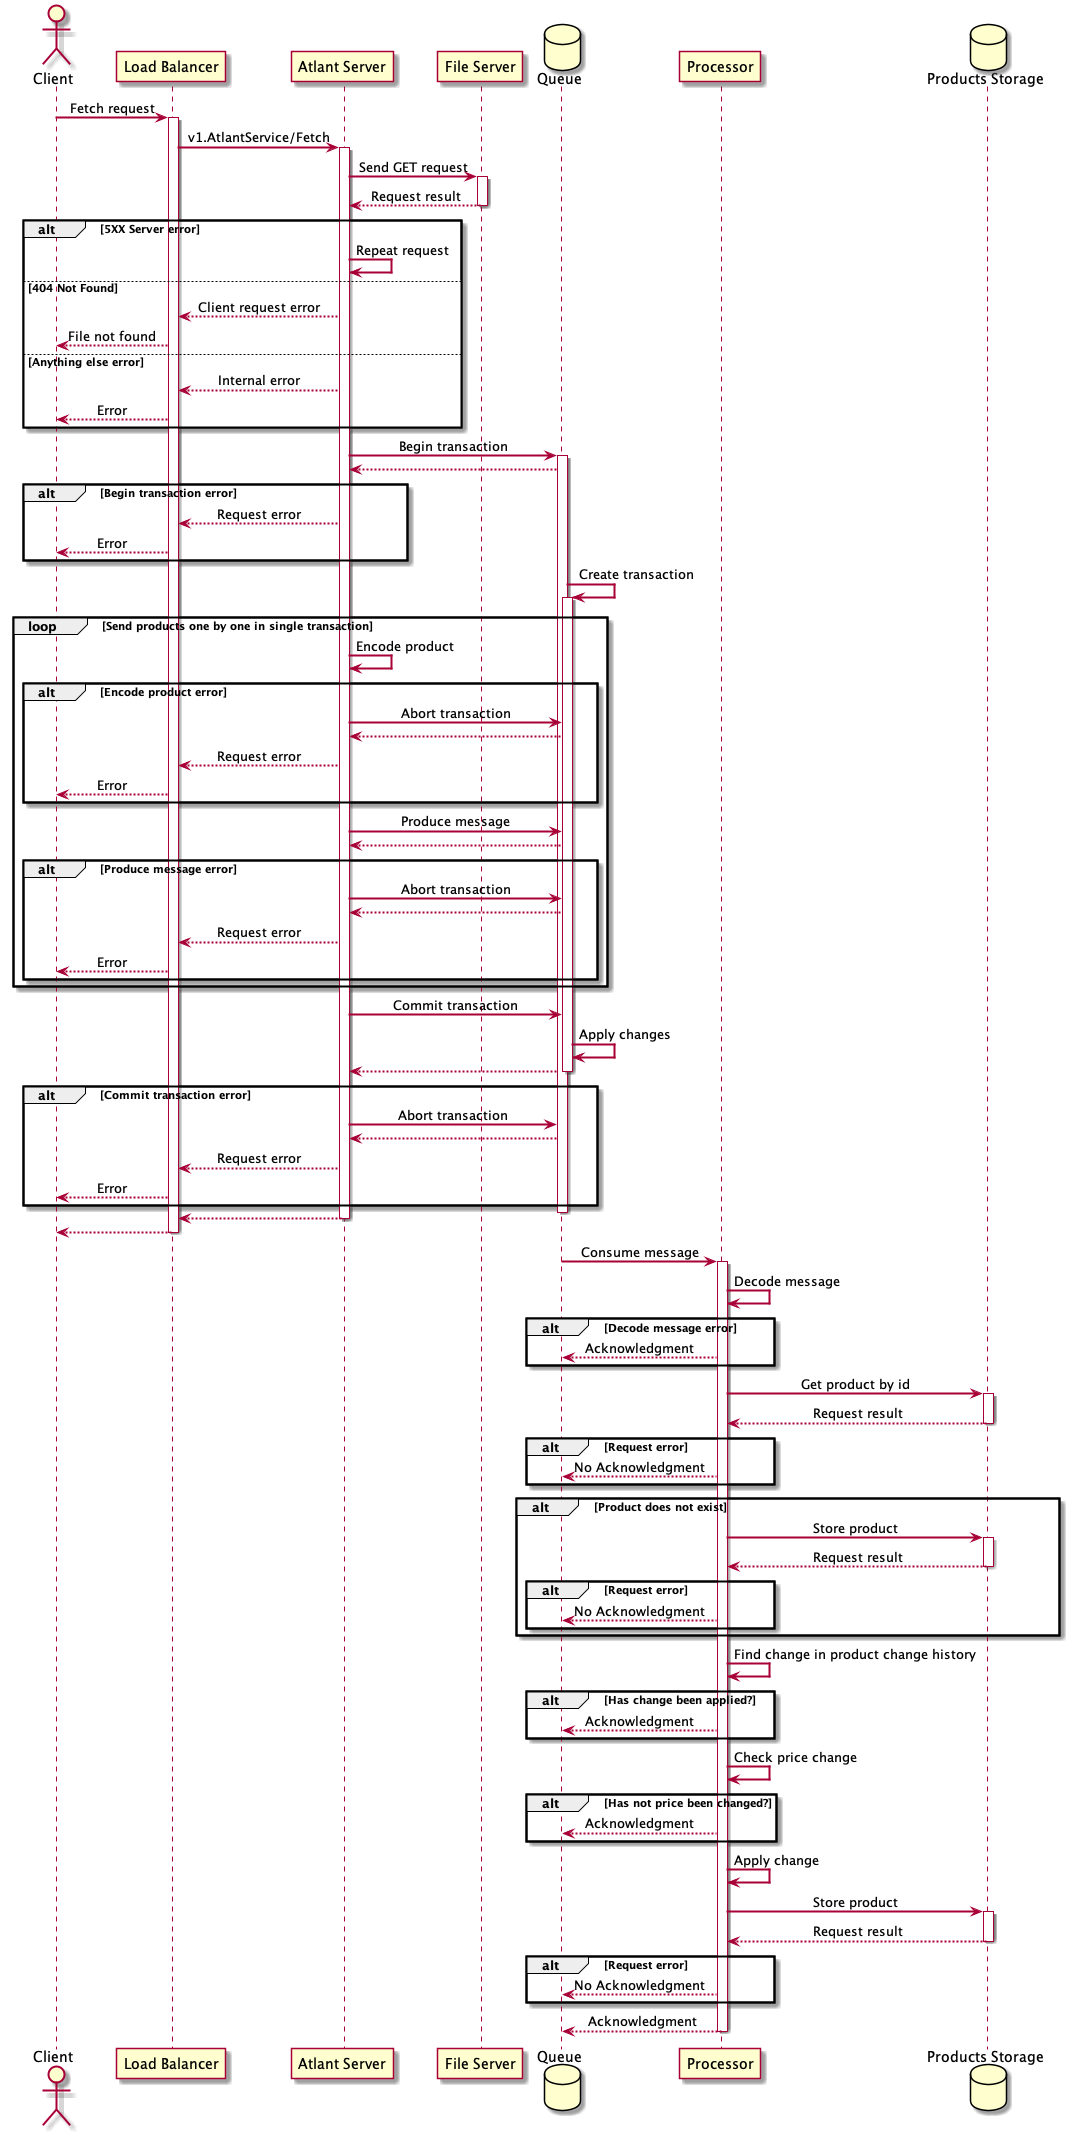 Client
Load Balancer
Atlant Server
File Server
Queue
Processor
Products Storage
Fetch request
v1.AtlantService/Fetch
Send GET request
Request result
alt [5XX Server error]
Repeat request
[404 Not Found]
Client request error
File not found
[Anything else error]
Internal error
Error
Begin transaction
alt [Begin transaction error]
Request error
Error
Create transaction
loop [Send products one by one in single transaction]
Encode product
alt [Encode product error]
Abort transaction
Request error
Error
Produce message
alt [Produce message error]
Abort transaction
Request error
Error
Commit transaction
Apply changes
alt [Commit transaction error]
Abort transaction
Request error
Error
Consume message
Decode message
alt [Decode message error]
Acknowledgment
Get product by id
Request result
alt [Request error]
No Acknowledgment
alt [Product does not exist]
Store product
Request result
alt [Request error]
No Acknowledgment
Find change in product change history
alt [Has change been applied?]
Acknowledgment
Check price change
alt [Has not price been changed?]
Acknowledgment
Apply change
Store product
Request result
alt [Request error]
No Acknowledgment
Acknowledgment
Client
Load Balancer
Atlant Server
File Server
Queue
Processor
Products Storage